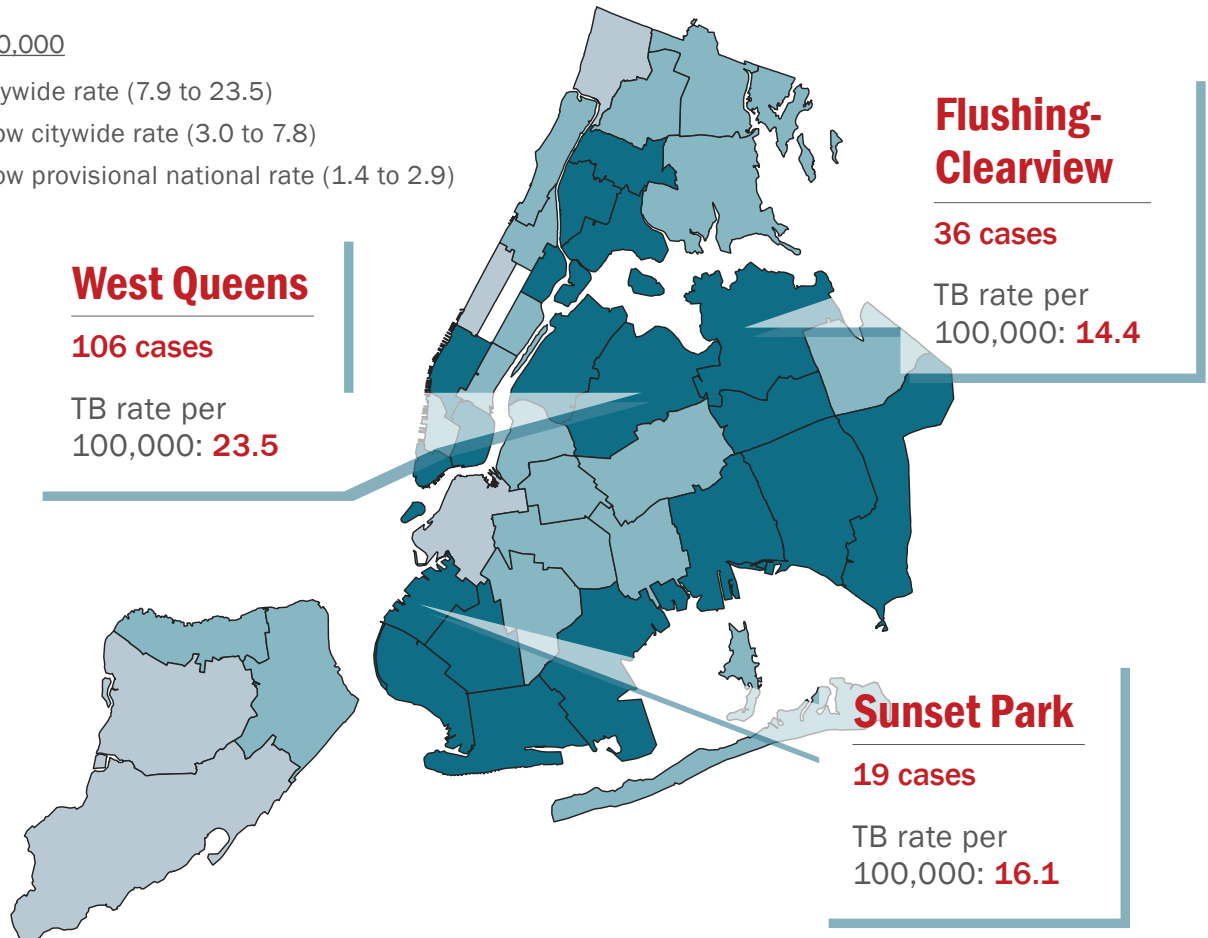 0,000
ywide rate (7.9 to 23.5)
ow citywide rate (3.0 to 7.8)
ow provisional national rate (1.4 to 2.9)
Flushing-
Clearview
36 cases
TB rate per
100,000: 14.4
West Queens
106 cases
TB rate per
100,000: 23.5
Sunset Park
19 cases
TB rate per
100,000: 16.1